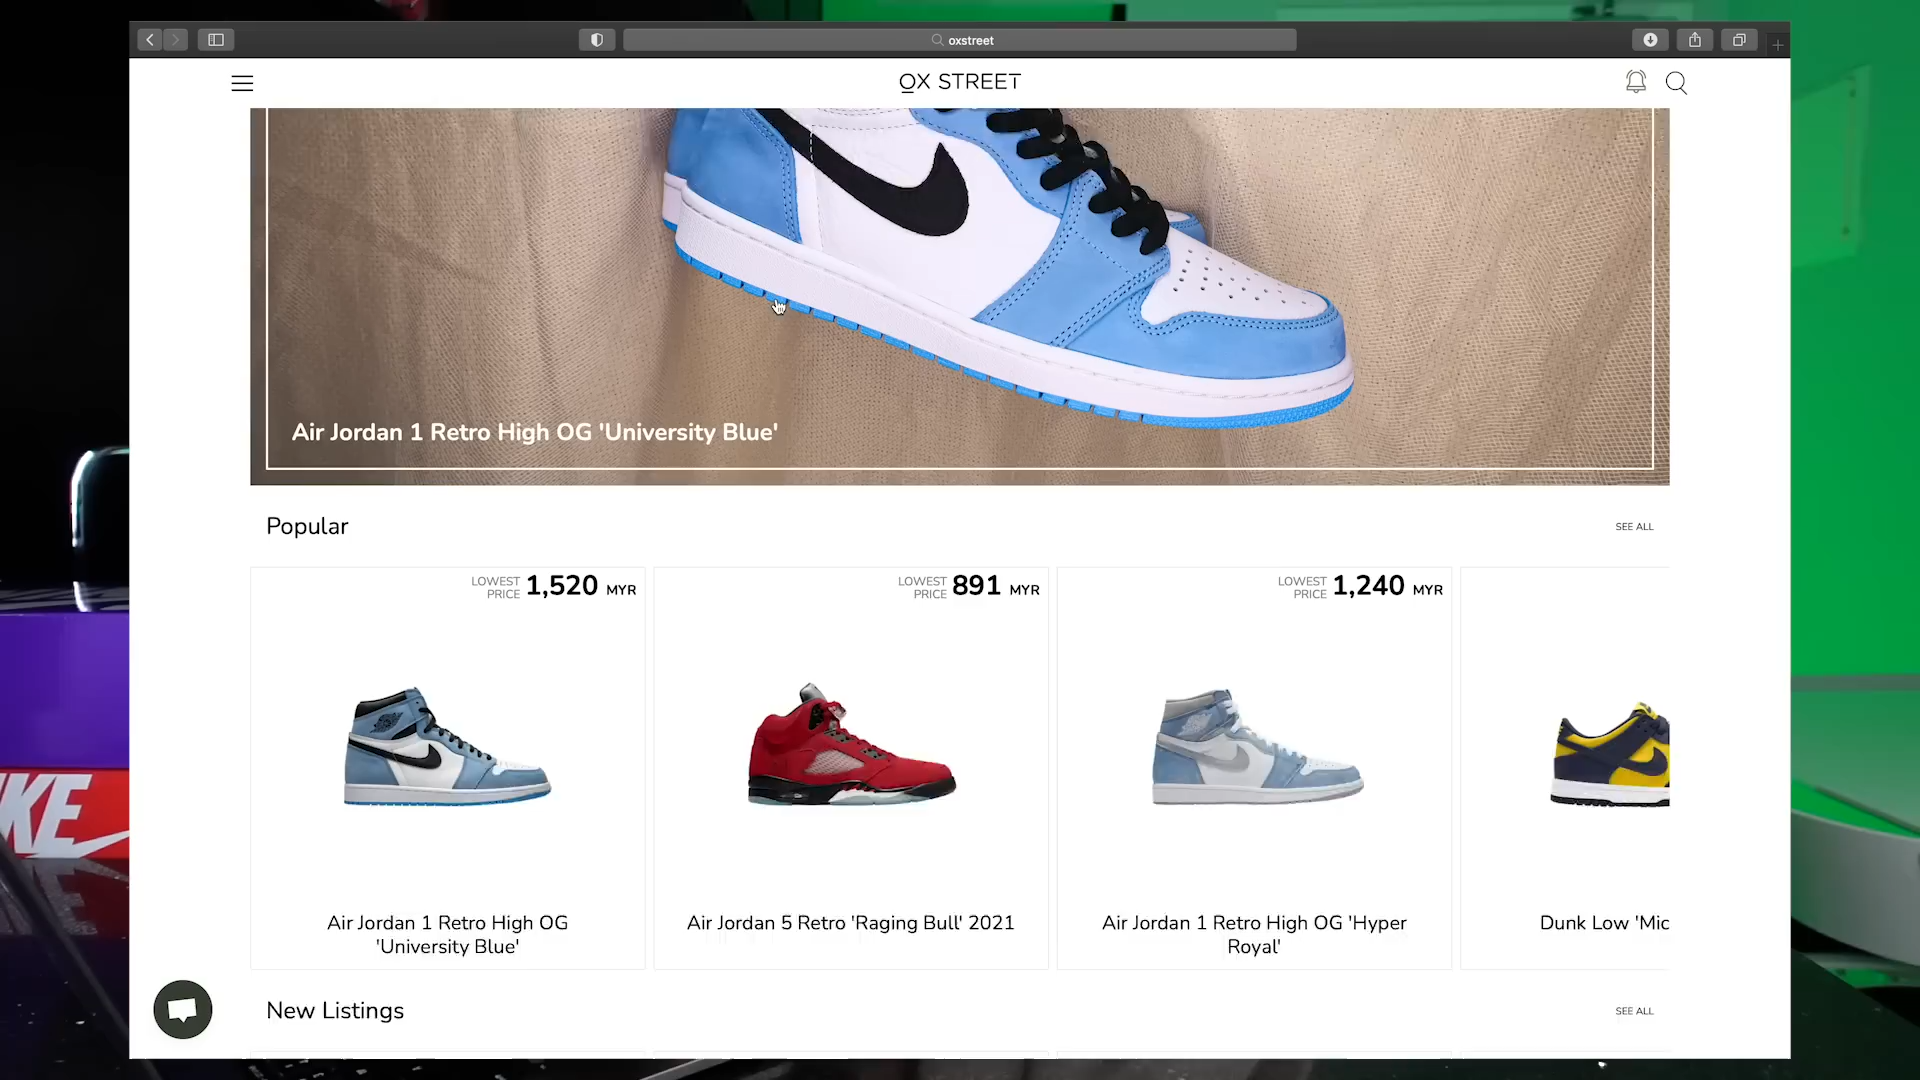 oxstreet
OX STREET
Air Jordan 1 Retro High OG 'University Blue'
Popular
SEE ALL
LOWEST PRICE 1,520 MYR
LOWEST PRICE 891 MYR
LOWEST PRICE 1,240 MYR
Air Jordan 1 Retro High OG
'University Blue'
Air Jordan 5 Retro 'Raging Bull' 2021
Air Jordan 1 Retro High OG 'Hyper
Royal'
Dunk Low 'Mic
New Listings
SEE ALL
KE